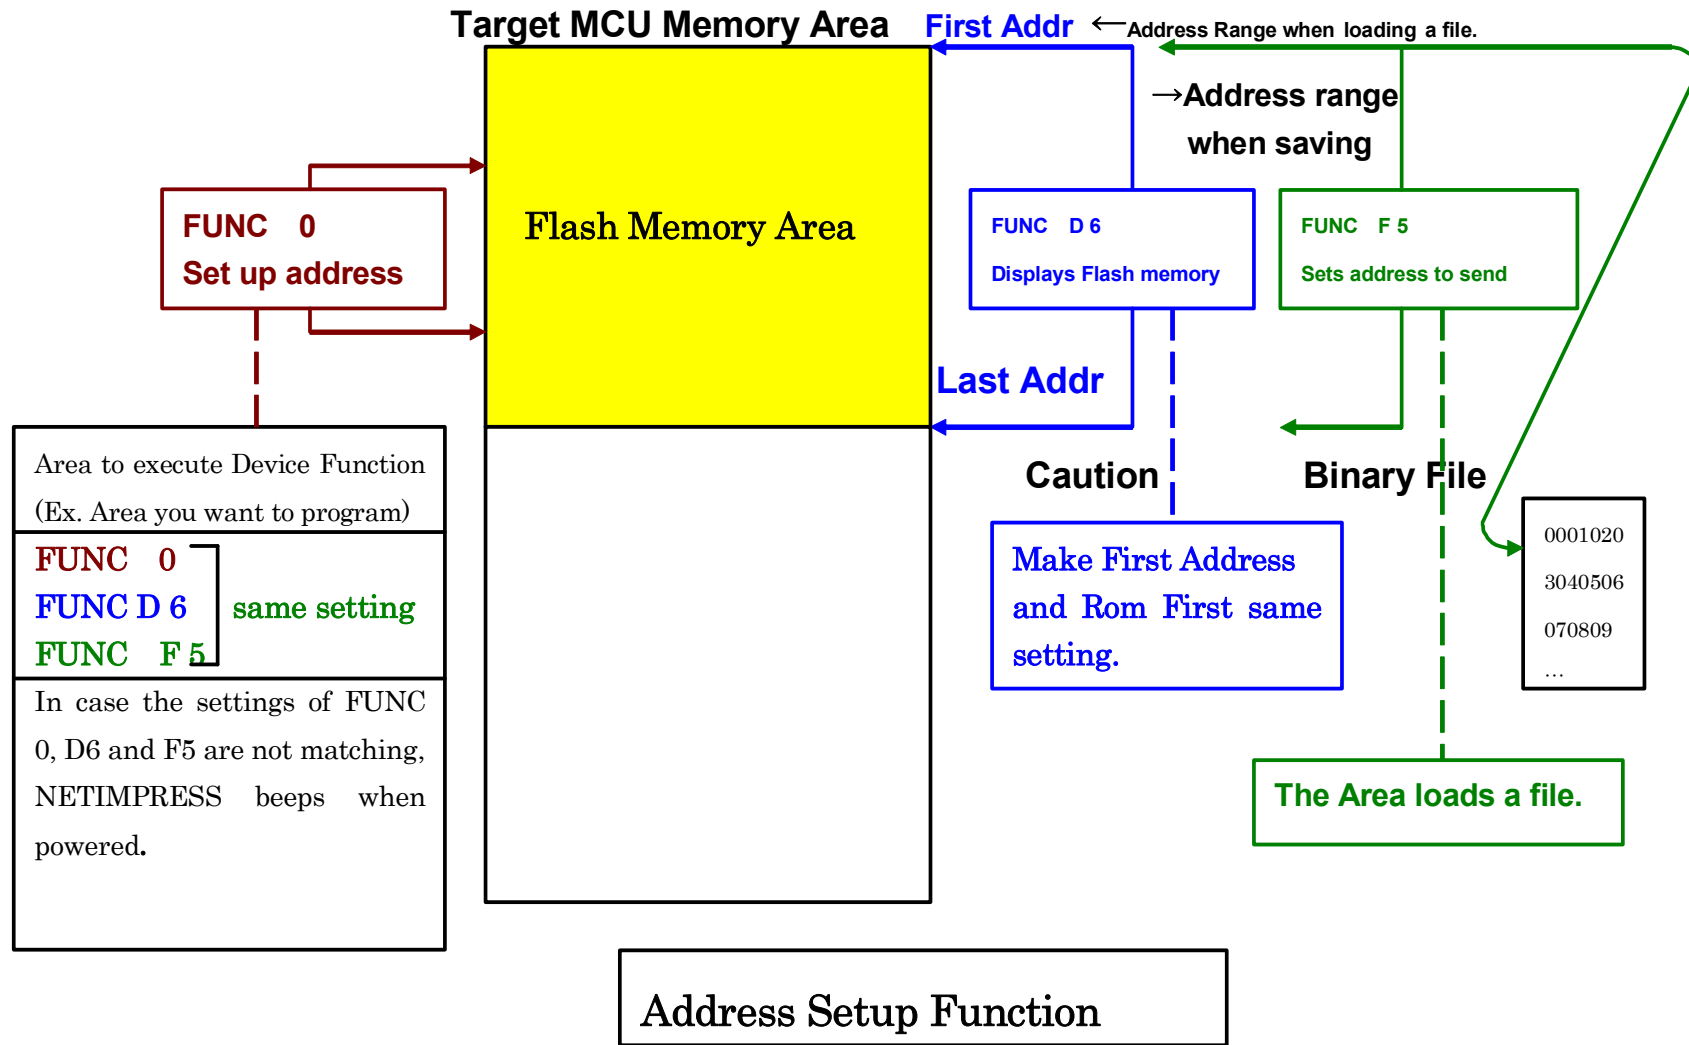 Target MCU Memory Area First Addr ←Address Range when loading a file.
→Address range
when saving
FUNC 0
Set up address
Flash Memory Area
FUNC D 6
Displays Flash memory
FUNC F 5
Sets address to send
Last Addr
Area to execute Device Function
(Ex. Area you want to program)
FUNC 0
FUNC D 6
FUNC F 5
same setting
In case the settings of FUNC
0, D6 and F5 are not matching,
NETIMPRESS beeps when
powered.
Caution
Make First Address
and Rom First same
setting.
Binary File
0001020
3040506
070809
…
The Area loads a file.
Address Setup Function